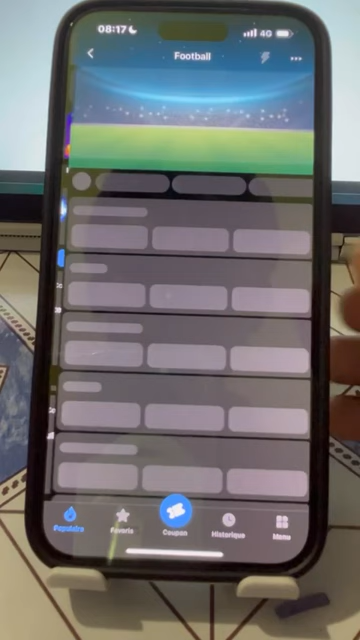 08:17
4G
Football
Populaire
Favoris
Coupon
Historique
Menu